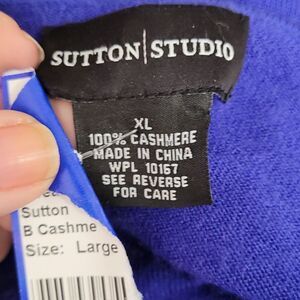 SUTTON|STUDIO
XL
100% CASHMERE
MADE IN CHINA
WPL 10167
SEE REVERSE
FOR CARE
Sutton
B Cashme
Size: Large